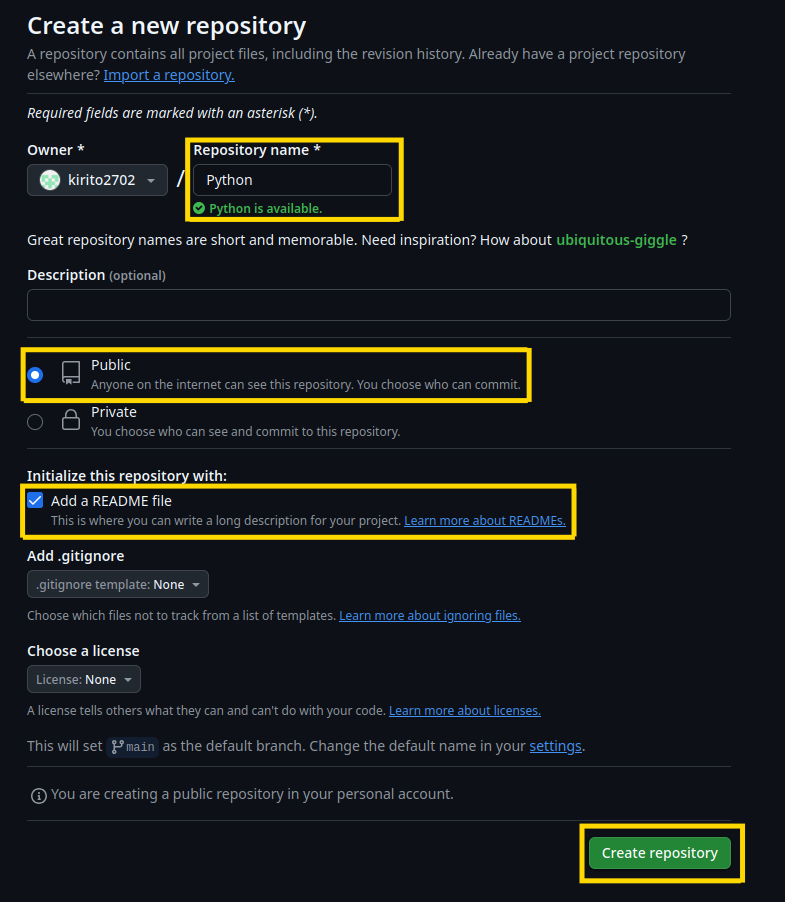 Create a new repository
A repository contains all project files, including the revision history. Already have a project repository
elsewhere? Import a repository.
Required fields are marked with an asterisk (*).
Owner *
Repository name *
kirito2702
/
Python
Python is available.
Great repository names are short and memorable. Need inspiration? How about ubiquitous-giggle ?
Description (optional)
Public
Anyone on the internet can see this repository. You choose who can commit.
Private
You choose who can see and commit to this repository.
Initialize this repository with:
Add a README file
This is where you can write a long description for your project. Learn more about READMEs.
Add .gitignore
.gitignore template: None
Choose which files not to track from a list of templates. Learn more about ignoring files.
Choose a license
License: None
A license tells others what they can and can't do with your code. Learn more about licenses.
This will set main as the default branch. Change the default name in your settings.
You are creating a public repository in your personal account.
Create repository